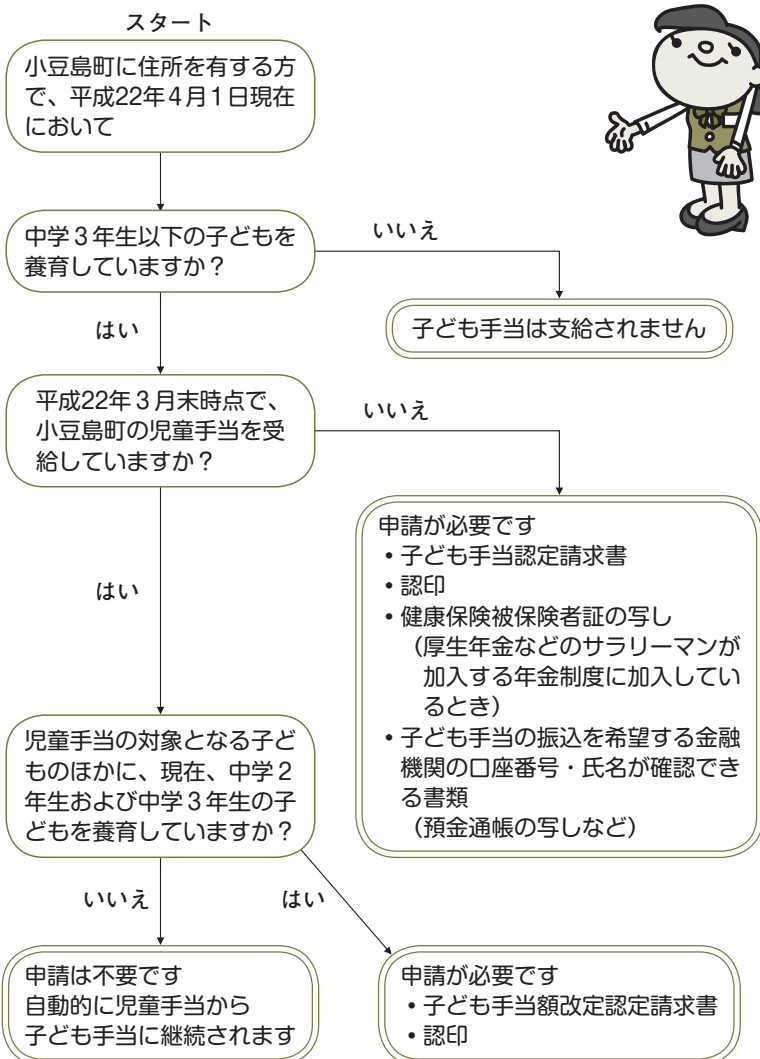 スタート
小豆島町に住所を有する方
で、平成22年4月1日現在
において
中学3年生以下の子どもを
養育していますか？
いいえ
子ども手当は支給されません
はい
平成22年3月末時点で、
小豆島町の児童手当を受
給していますか？
いいえ
申請が必要です
・子ども手当認定請求書
・認印
・健康保険被保険者証の写し
（厚生年金などのサラリーマンが
加入する年金制度に加入してい
るとき）
・子ども手当の振込を希望する金融
機関の口座番号・氏名が確認でき
る書類
（預金通帳の写しなど）
はい
児童手当の対象となる子ど
ものほかに、現在、中学2
年生および中学3年生の子
どもを養育していますか？
いいえ
はい
申請は不要です
自動的に児童手当から
子ども手当に継続されます
申請が必要です
・子ども手当額改定認定請求書
・認印